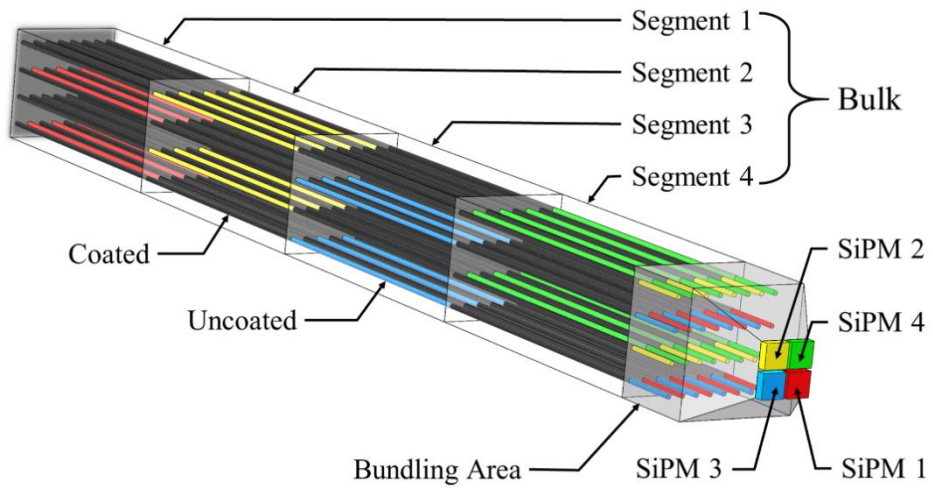 Segment 1
Segment 2
Segment 3
Segment 4
Bulk
Coated
Uncoated
Bundling Area
SiPM 2
SiPM 4
SiPM 3
SiPM 1